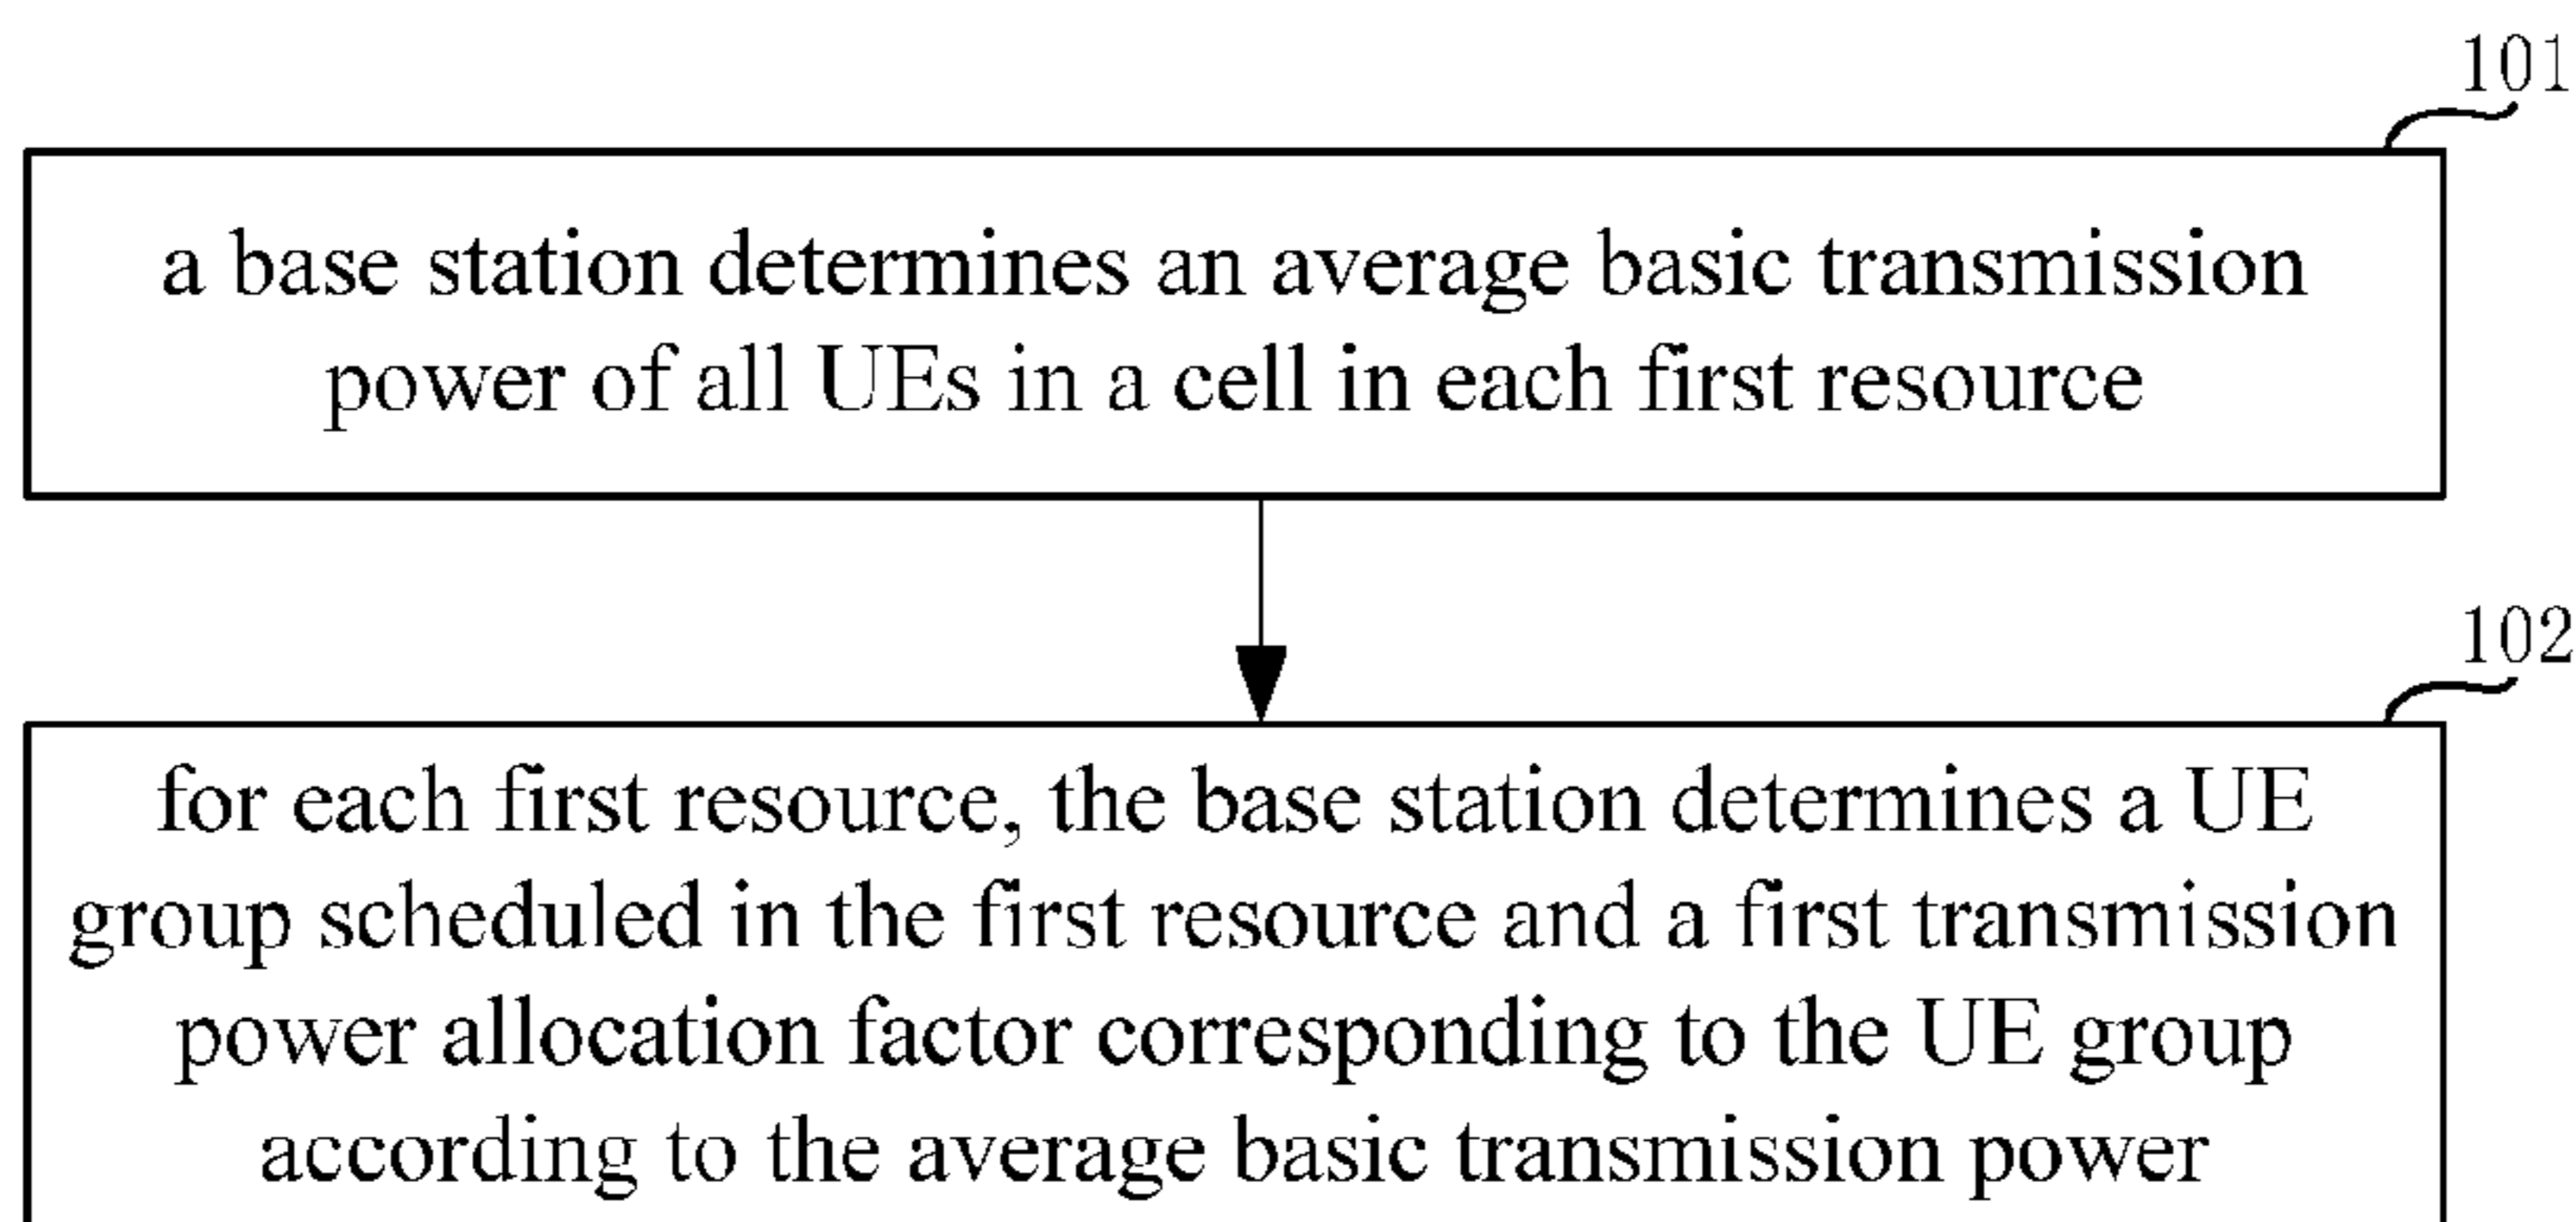 101
a base station determines an average basic transmission
power of all UEs in a cell in each first resource
102
for each first resource, the base station determines a UE
group scheduled in the first resource and a first transmission
power allocation factor corresponding to the UE group
according to the average basic transmission power